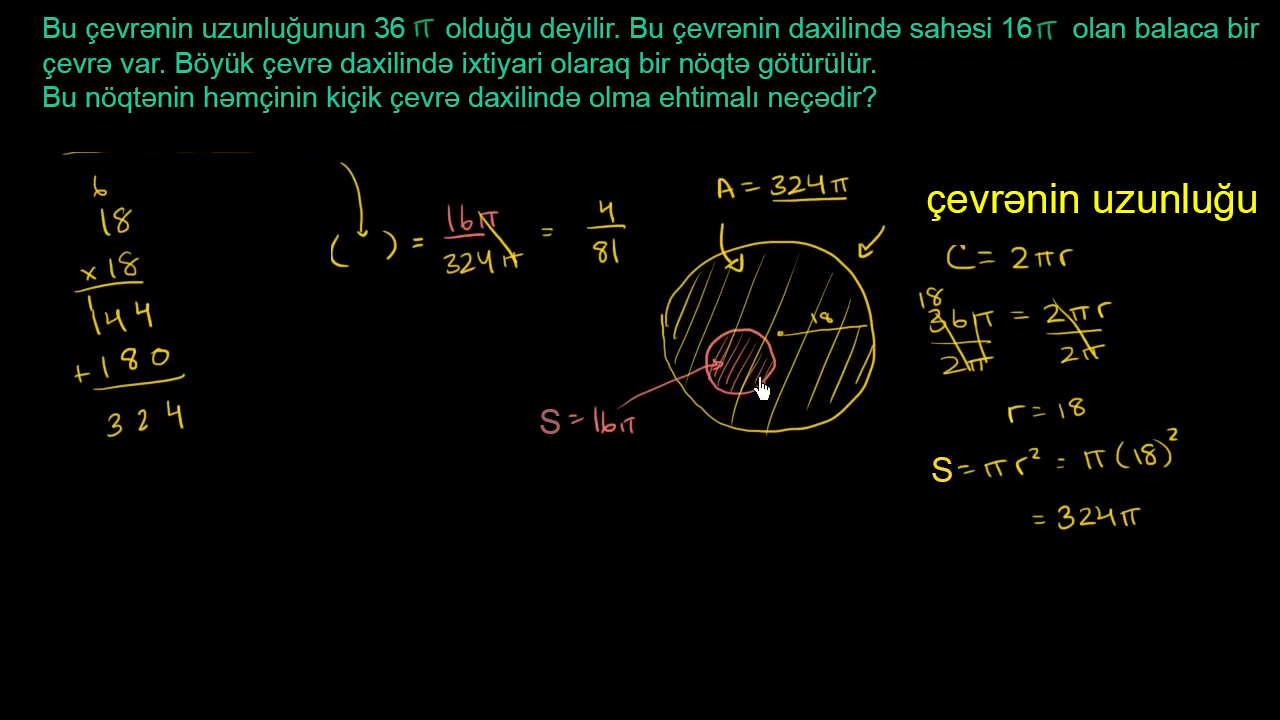 Bu çevrənin uzunluğunun 36 π olduğu deyilir. Bu çevrənin daxilində sahəsi 16π olan balaca bir
çevrə var. Böyük çevrə daxilində ixtiyari olaraq bir nöqtə götürülür.
Bu nöqtənin həmçinin kiçik çevrə daxilində olma ehtimalı neçədir?
6
18
×18
144
+180
324
( ) = 16π/324π = 4/81
A = 324π
18
S = 16π
çevrənin uzunluğu
C = 2πr
18
36π/2π = 2πr/2π
r = 18
S = πr² = π(18)²
= 324π